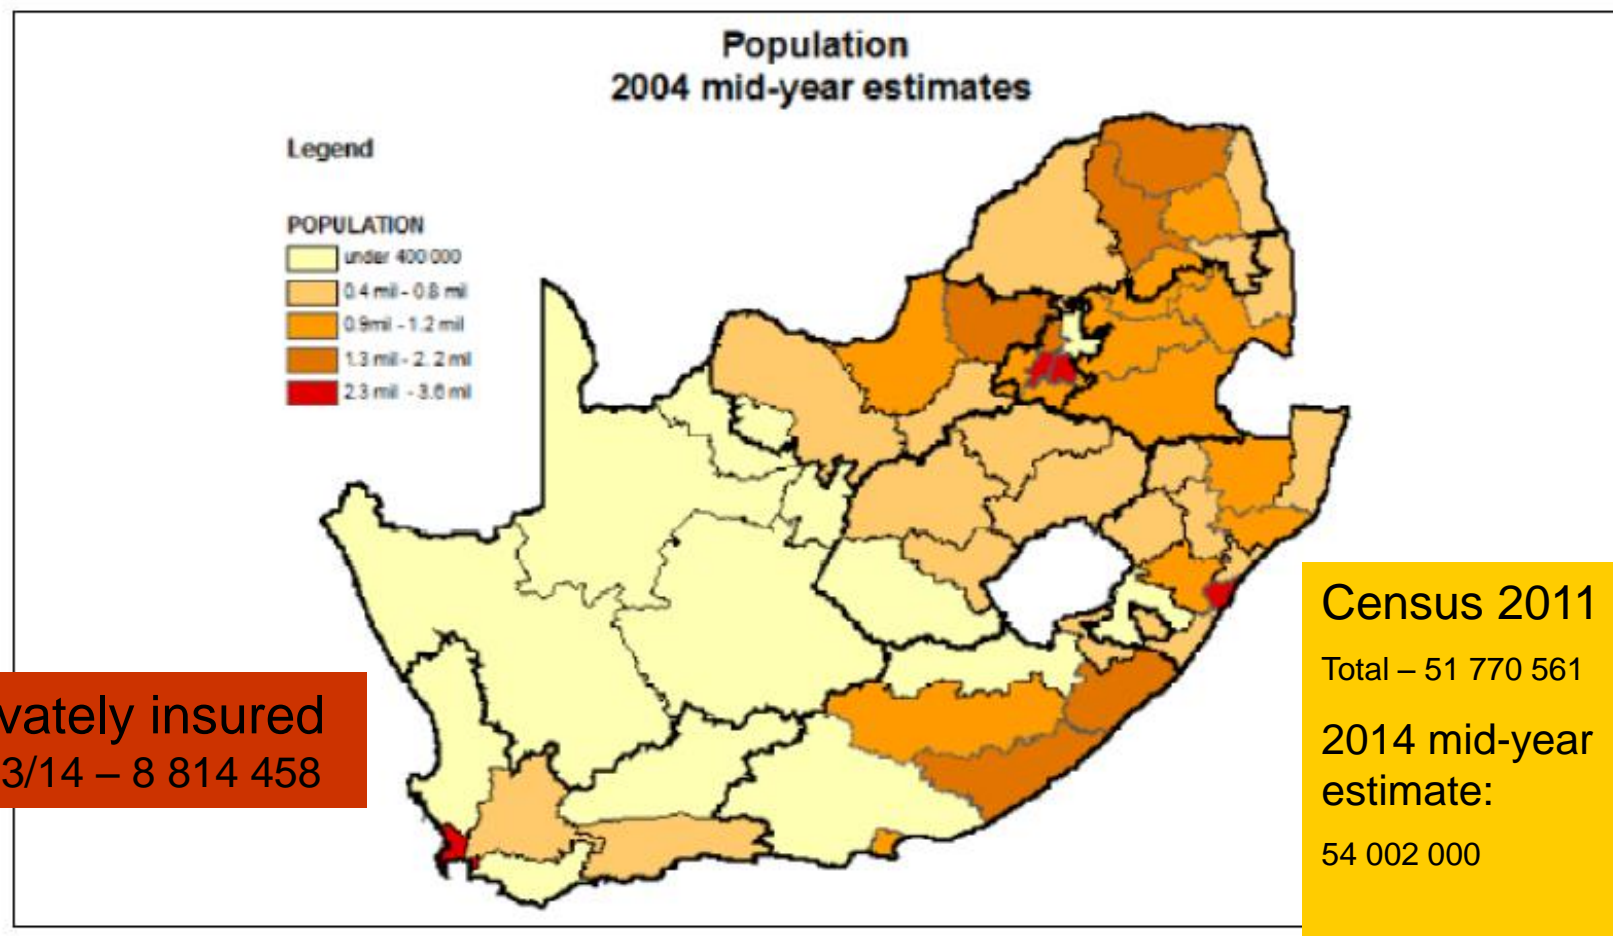 Population
2004 mid-year estimates
Legend
POPULATION
under 400 000
0.4 mil - 0.8 mil
0.9mil - 1.2 mil
1.3 mil - 2.2 mil
2.3 mil - 3.6 mil
vately insured
3/14 – 8 814 458
Census 2011
Total – 51 770 561
2014 mid-year
estimate:
54 002 000